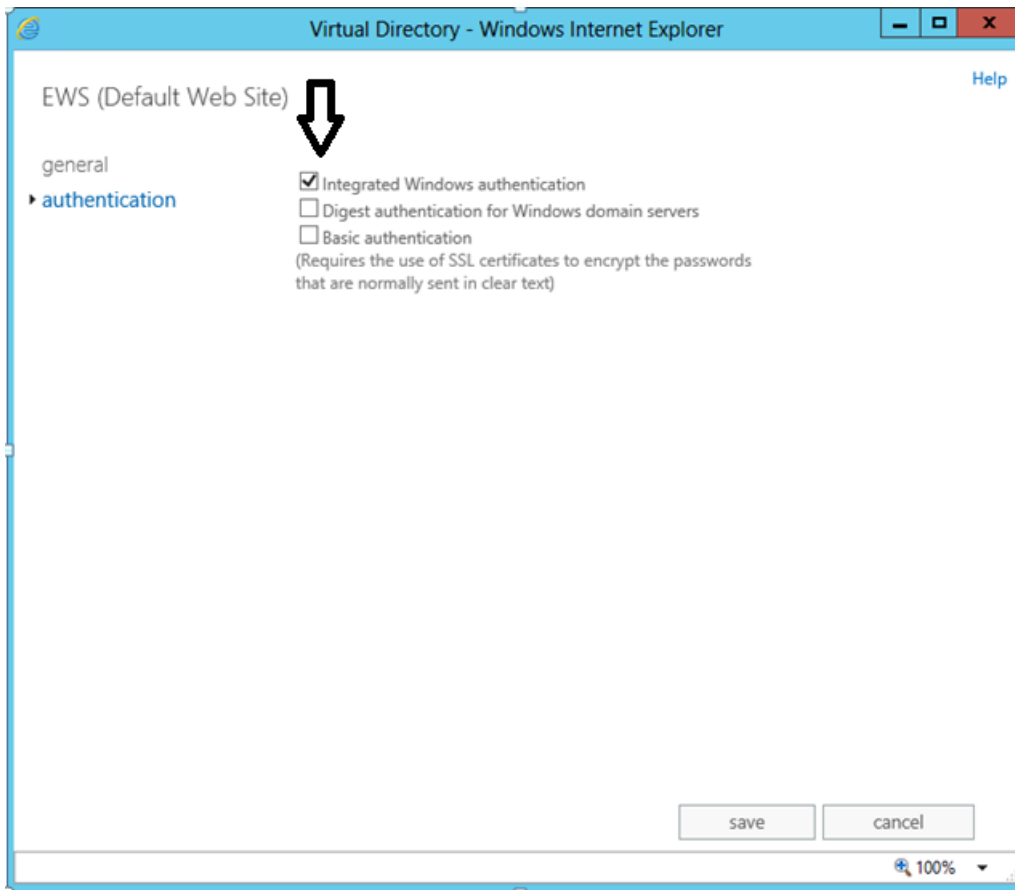 Virtual Directory - Windows Internet Explorer
Help
EWS (Default Web Site)
general
authentication
Integrated Windows authentication
Digest authentication for Windows domain servers
Basic authentication
(Requires the use of SSL certificates to encrypt the passwords
that are normally sent in clear text)
save
cancel
100%